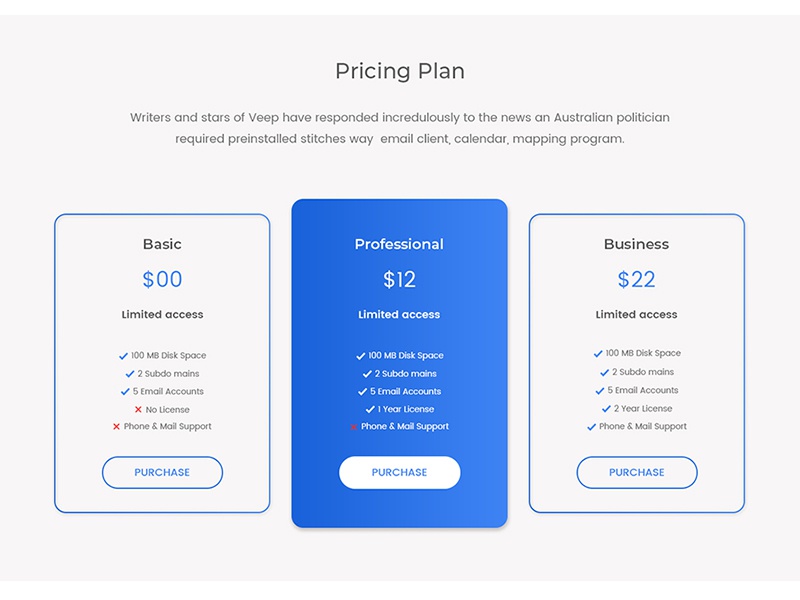 Pricing Plan
Writers and stars of Veep have responded incredulously to the news an Australian politician
required preinstalled stitches way  email client, calendar, mapping program.
Basic
$00
Limited access
100 MB Disk Space
2 Subdo mains
5 Email Accounts
No License
Phone & Mail Support
PURCHASE
Professional
$12
Limited access
100 MB Disk Space
2 Subdo mains
5 Email Accounts
1 Year License
Phone & Mail Support
PURCHASE
Business
$22
Limited access
100 MB Disk Space
2 Subdo mains
5 Email Accounts
2 Year License
Phone & Mail Support
PURCHASE